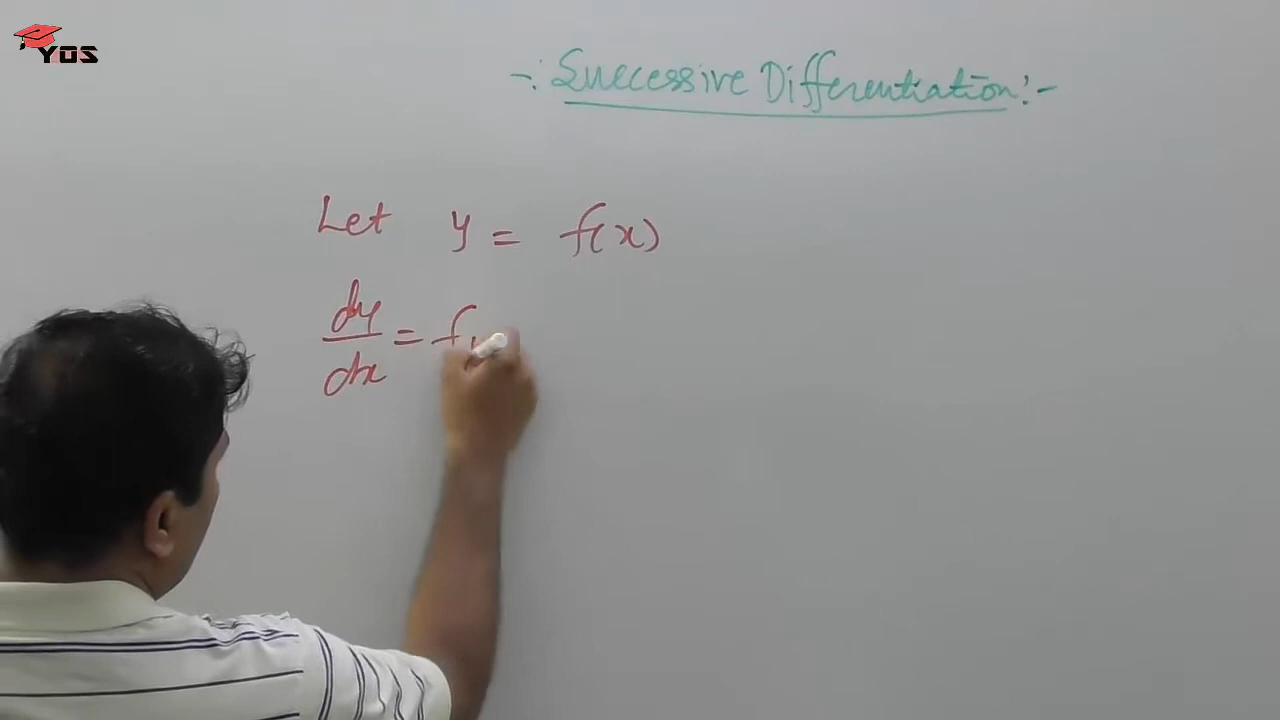 YOS
-: Successive Differentiation :-
Let y = f(x)
dy/dx = f